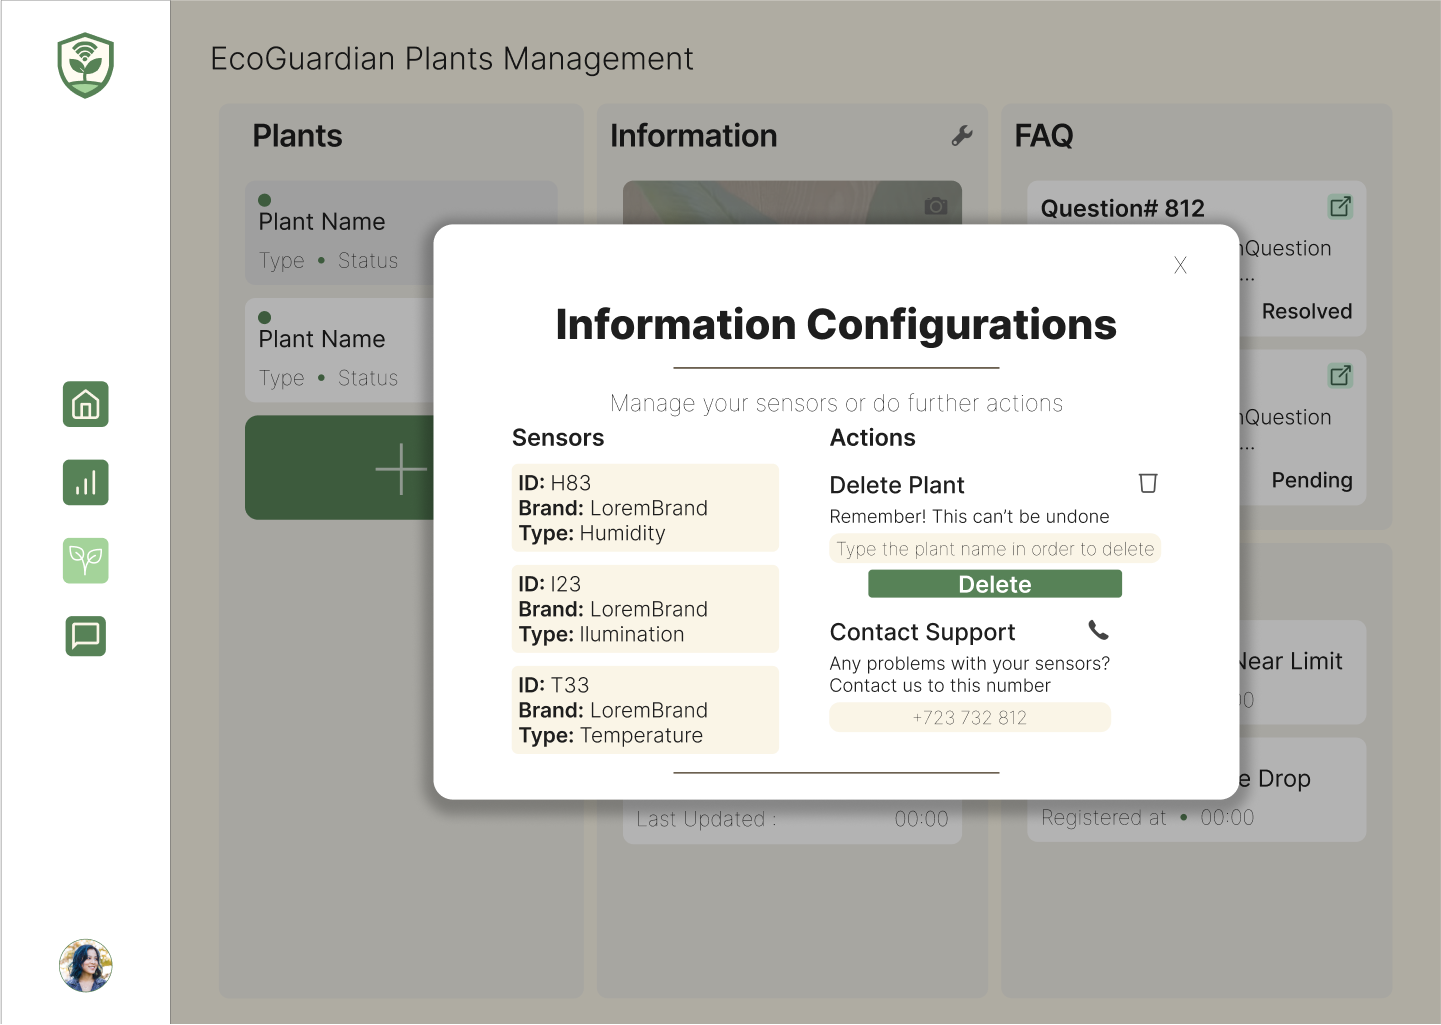 EcoGuardian Plants Management
Plants
Plant Name
Type • Status
Plant Name
Type • Status
Information
Last Updated :
00:00
FAQ
Question# 812
Question
...
Resolved
Question
...
Pending
Near Limit
Drop
Registered at • 00:00
X
Information Configurations
Manage your sensors or do further actions
Sensors
ID: H83
Brand: LoremBrand
Type: Humidity
ID: I23
Brand: LoremBrand
Type: Ilumination
ID: T33
Brand: LoremBrand
Type: Temperature
Actions
Delete Plant
Remember! This can’t be undone
Type the plant name in order to delete
Delete
Contact Support
Any problems with your sensors?
Contact us to this number
+723 732 812